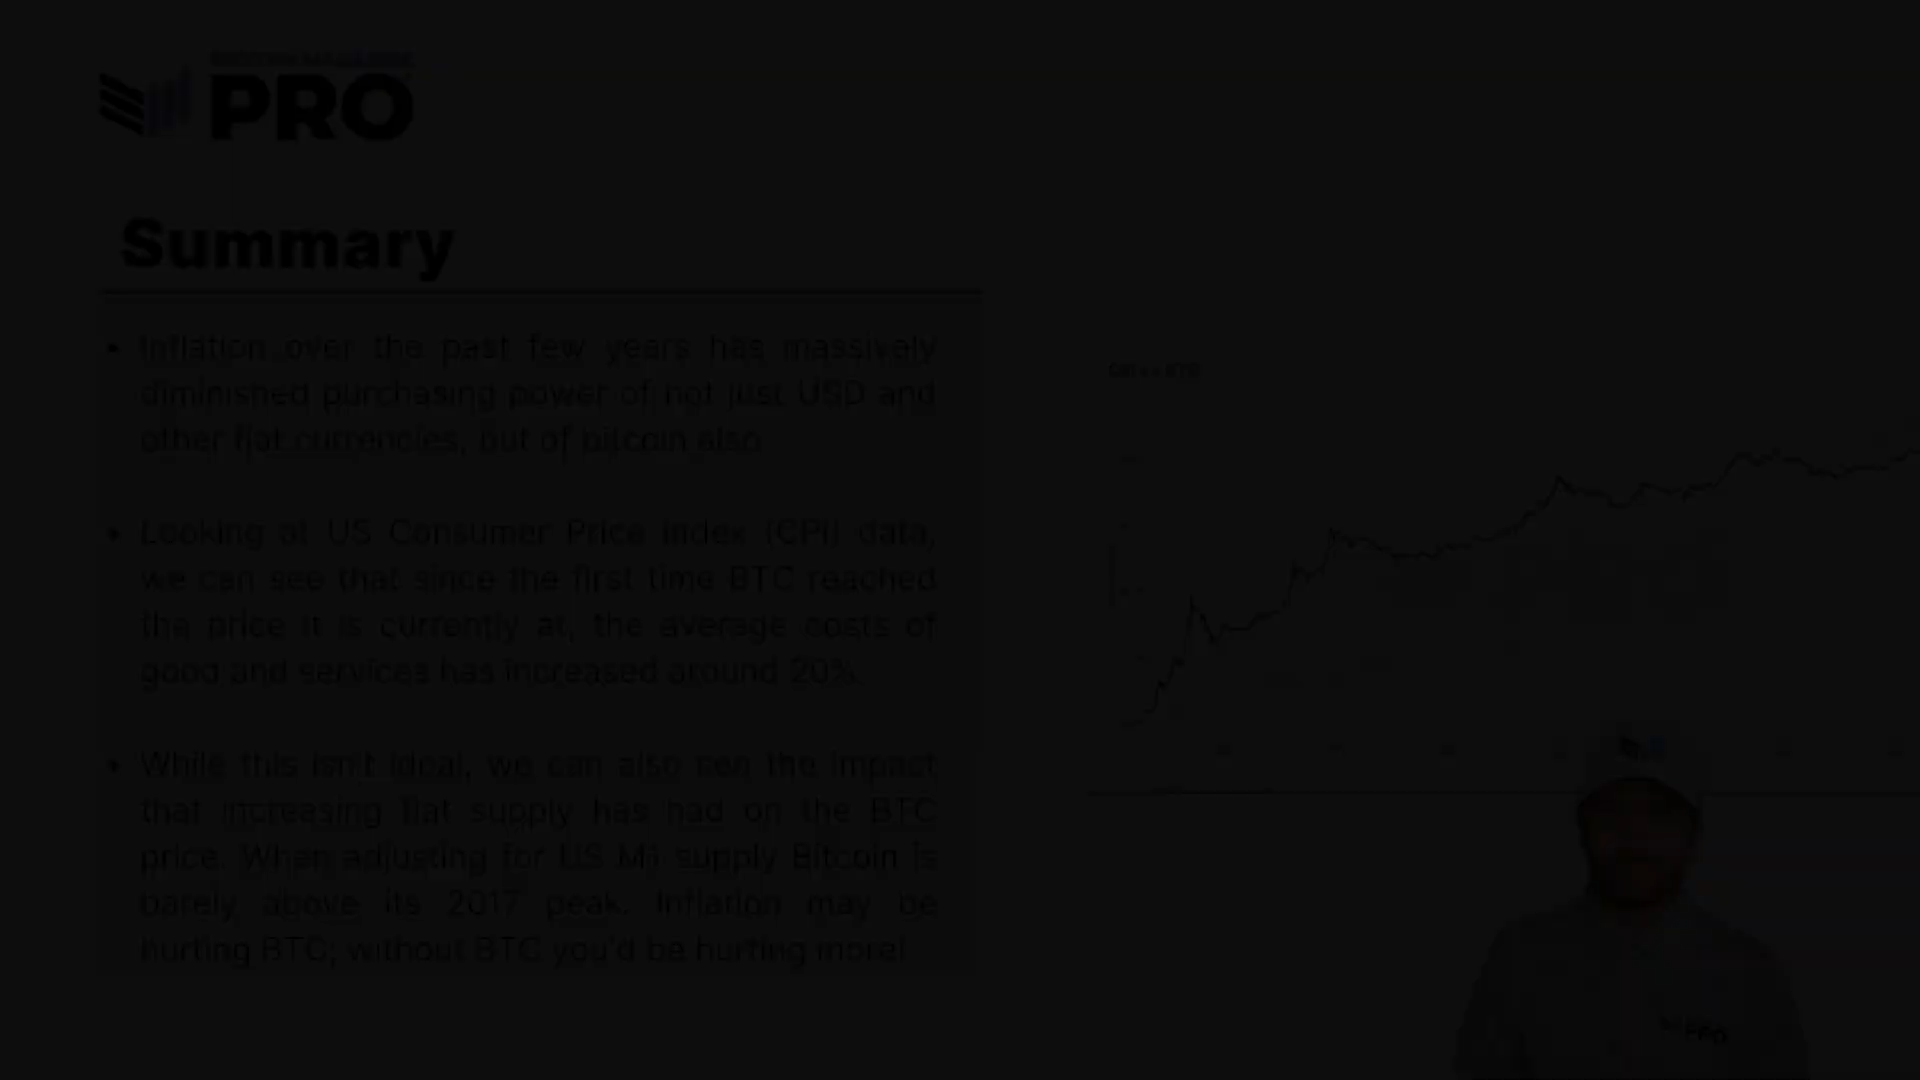 BITCOIN MAGAZINE
PRO
Summary
• Inflation over the past few years has massively
diminished purchasing power of not just USD and
other fiat currencies, but of bitcoin also.
• Looking at US Consumer Price Index (CPI) data,
we can see that since the first time BTC reached
the price it is currently at, the average costs of
good and services has increased around 20%.
• While this isn't ideal, we can also see the impact
that increasing fiat supply has had on the BTC
price. When adjusting for US M1 supply Bitcoin is
barely above its 2017 peak. Inflation may be
hurting BTC; without BTC you'd be hurting more!
PRO